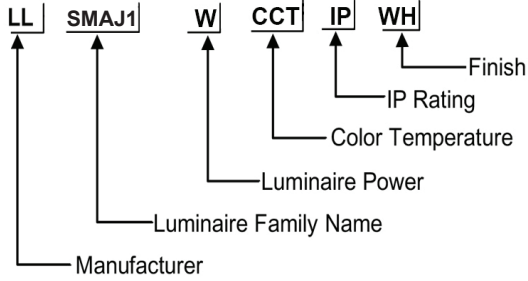 LL SMAJ1 W CCT IP WH
Finish
IP Rating
Color Temperature
Luminaire Power
Luminaire Family Name
Manufacturer